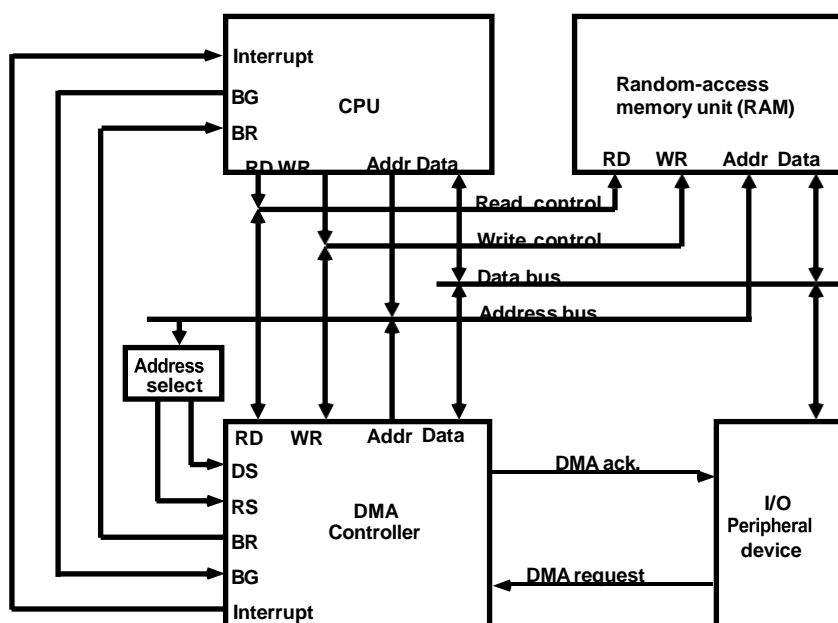 Interrupt
BG
CPU
BR
RD WR
Addr Data
Random-access
memory unit (RAM)
RD WR Addr Data
Read control
Write control
Data bus
Address bus
Address
select
RD WR Addr Data
DS
RS
BR
BG
Interrupt
DMA
Controller
DMA ack.
DMA request
I/O
Peripheral
device